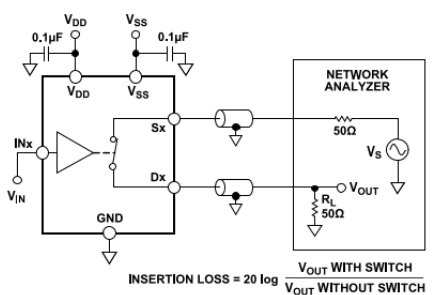 V_DD V_SS
0.1µF 0.1µF
V_DD V_SS
NETWORK
ANALYZER
Sx
50Ω
V_S
INx
V_IN
Dx
V_OUT
R_L
50Ω
GND
INSERTION LOSS = 20 log V_OUT WITH SWITCH
V_OUT WITHOUT SWITCH